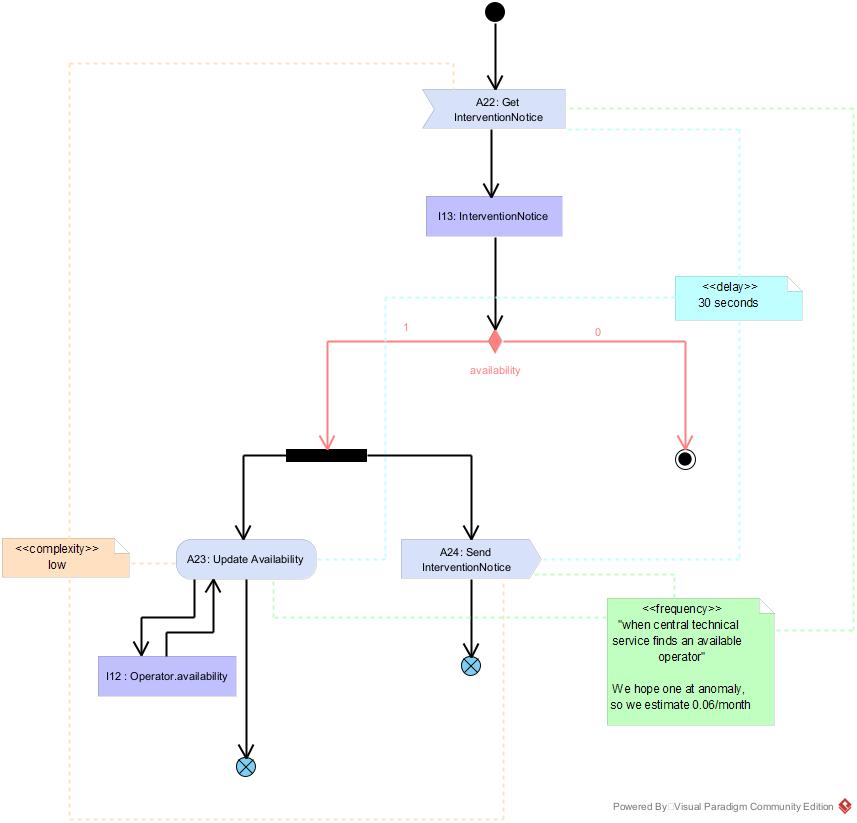 A22: Get
InterventionNotice
I13: InterventionNotice
<<delay>>
30 seconds
1
0
availability
<<complexity>>
low
A23: Update Availability
A24: Send
InterventionNotice
<<frequency>>
"when central technical
service finds an available
operator"
We hope one at anomaly,
so we estimate 0.06/month
I12 : Operator.availability
Powered By Visual Paradigm Community Edition